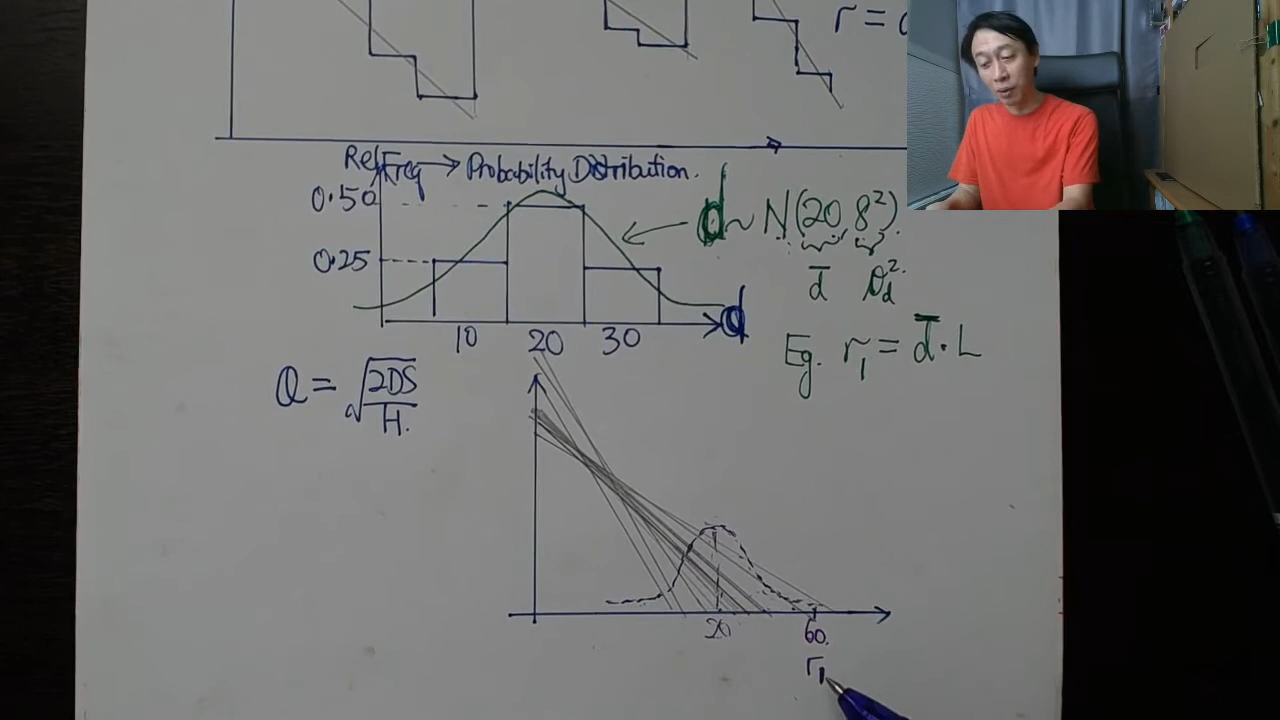 r =
Rel Freq → Probability Distribution.
0.50
0.25
10 20 30 d
d ~ N(20, 8²).
d̄ σ_d².
Eg. r₁ = d̄ · L
Q = √(2DS/H).
20 60.
r₁